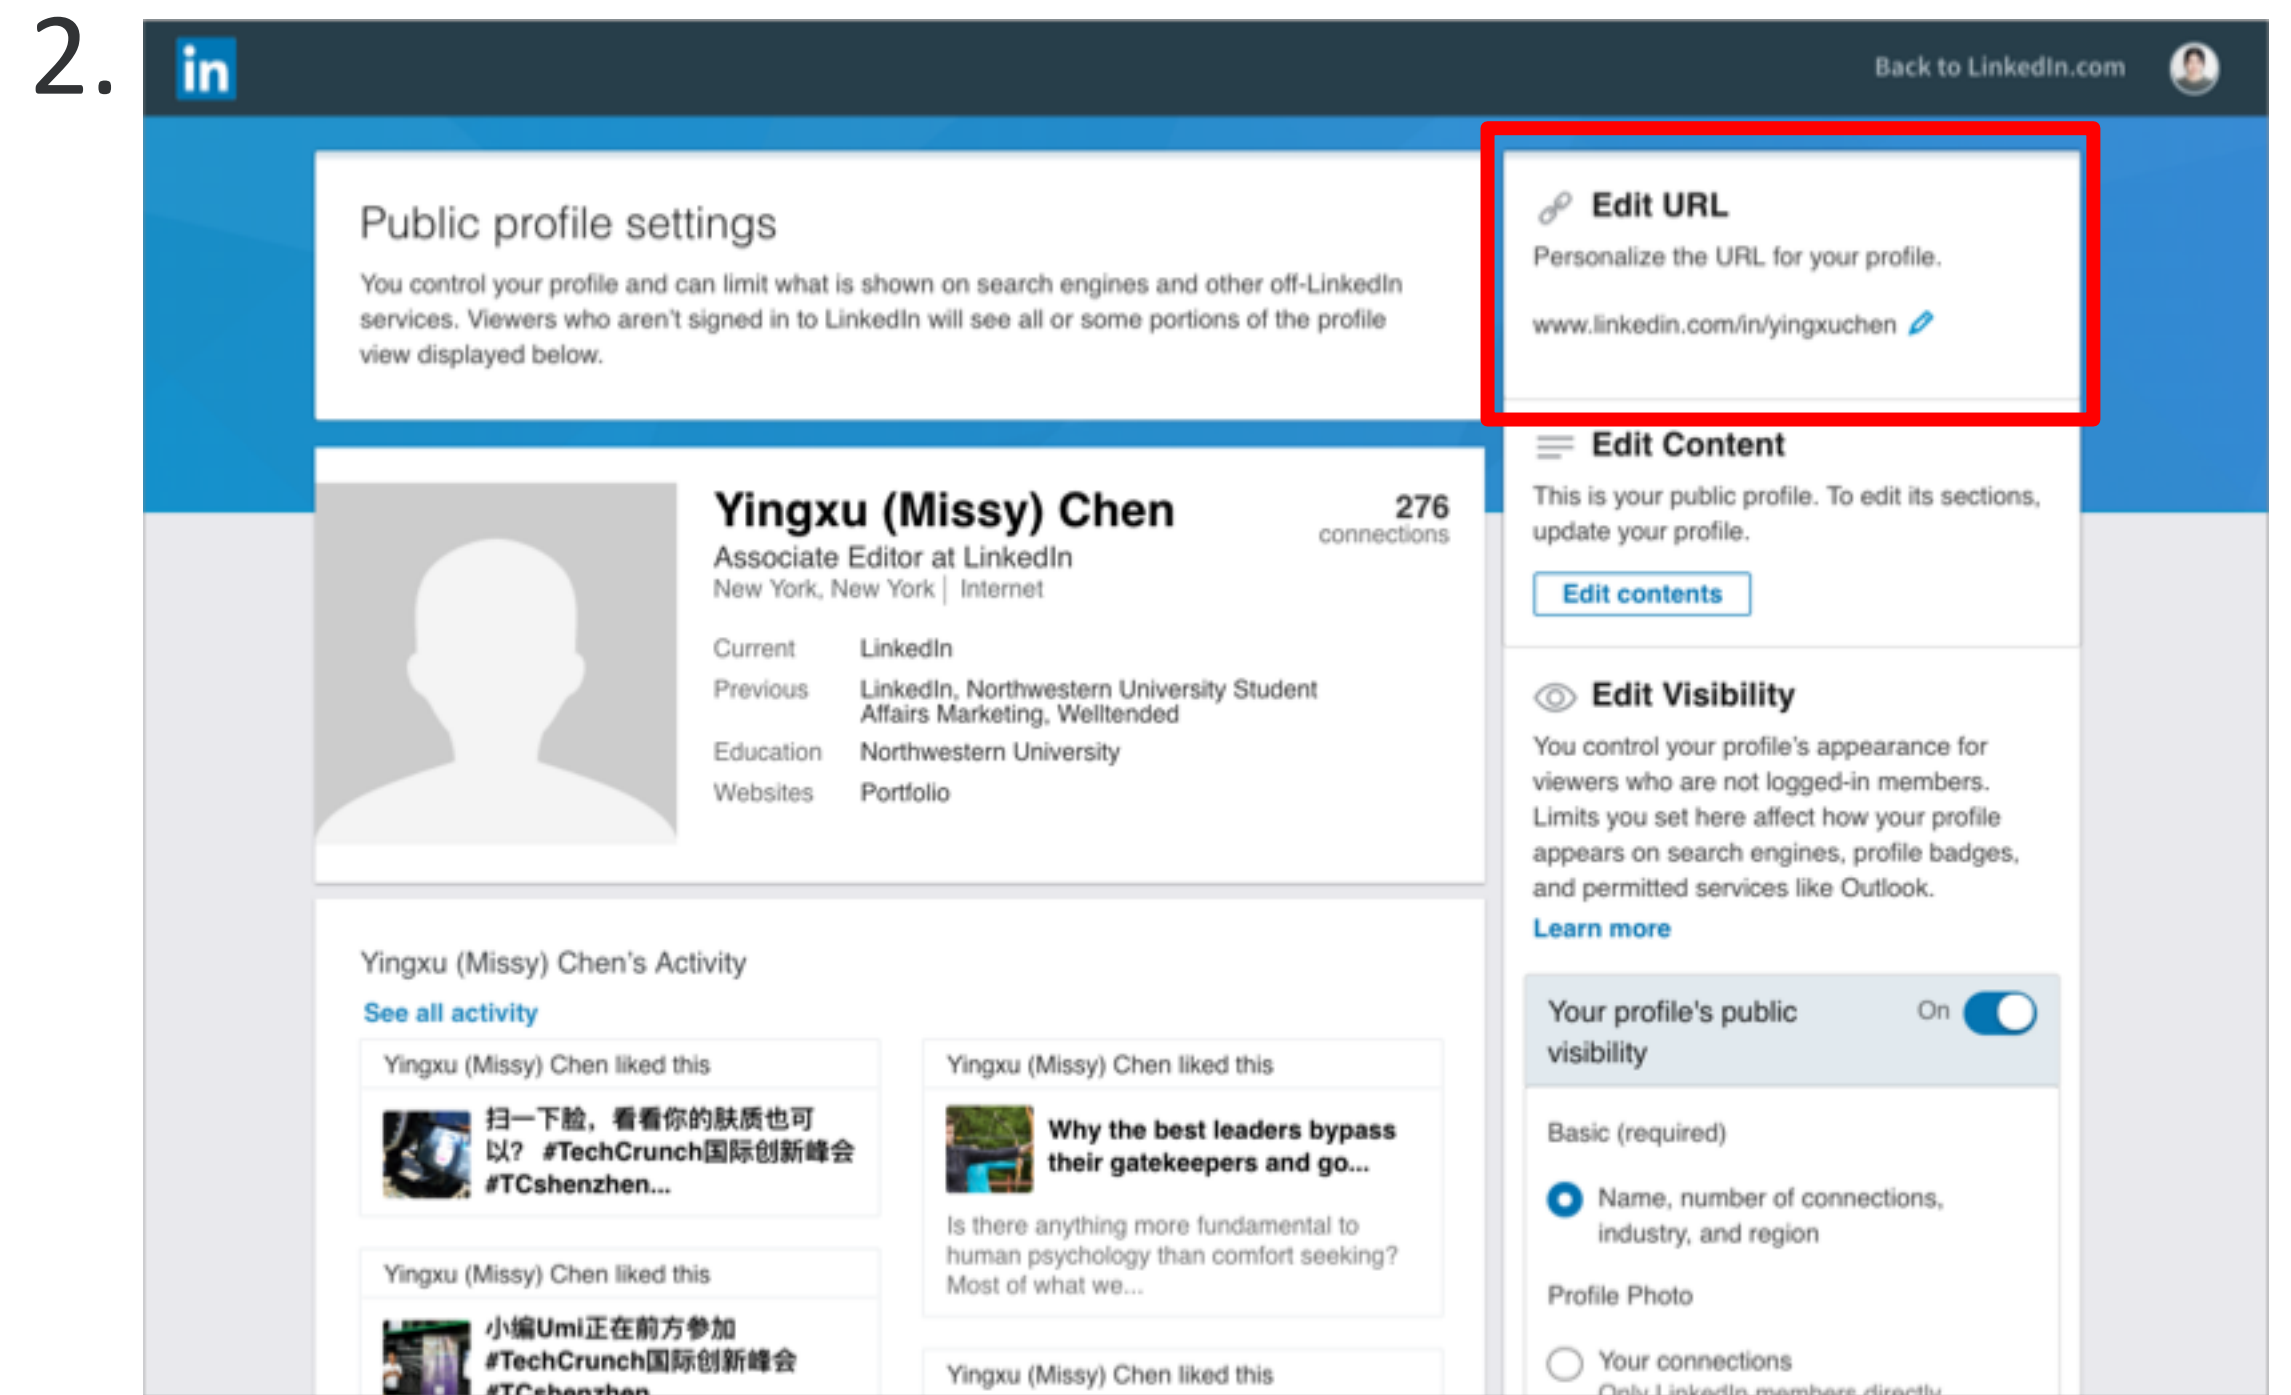 2.
in
Back to LinkedIn.com
Public profile settings
You control your profile and can limit what is shown on search engines and other off-LinkedIn
services. Viewers who aren't signed in to LinkedIn will see all or some portions of the profile
view displayed below.
Yingxu (Missy) Chen
276
connections
Associate Editor at LinkedIn
New York, New York | Internet
Current LinkedIn
Previous LinkedIn, Northwestern University Student
Affairs Marketing, Welltended
Education Northwestern University
Websites Portfolio
Yingxu (Missy) Chen's Activity
See all activity
Yingxu (Missy) Chen liked this
扫一下脸，看看你的肤质也可
以？ #TechCrunch国际创新峰会
#TCshenzhen...
Yingxu (Missy) Chen liked this
小编Umi正在前方参加
#TechCrunch国际创新峰会
#TCshenzhen
Yingxu (Missy) Chen liked this
Why the best leaders bypass
their gatekeepers and go...
Is there anything more fundamental to
human psychology than comfort seeking?
Most of what we...
Yingxu (Missy) Chen liked this
Edit URL
Personalize the URL for your profile.
www.linkedin.com/in/yingxuchen
Edit Content
This is your public profile. To edit its sections,
update your profile.
Edit contents
Edit Visibility
You control your profile's appearance for
viewers who are not logged-in members.
Limits you set here affect how your profile
appears on search engines, profile badges,
and permitted services like Outlook.
Learn more
Your profile's public
visibility
On
Basic (required)
Name, number of connections,
industry, and region
Profile Photo
Your connections
Only LinkedIn members directly